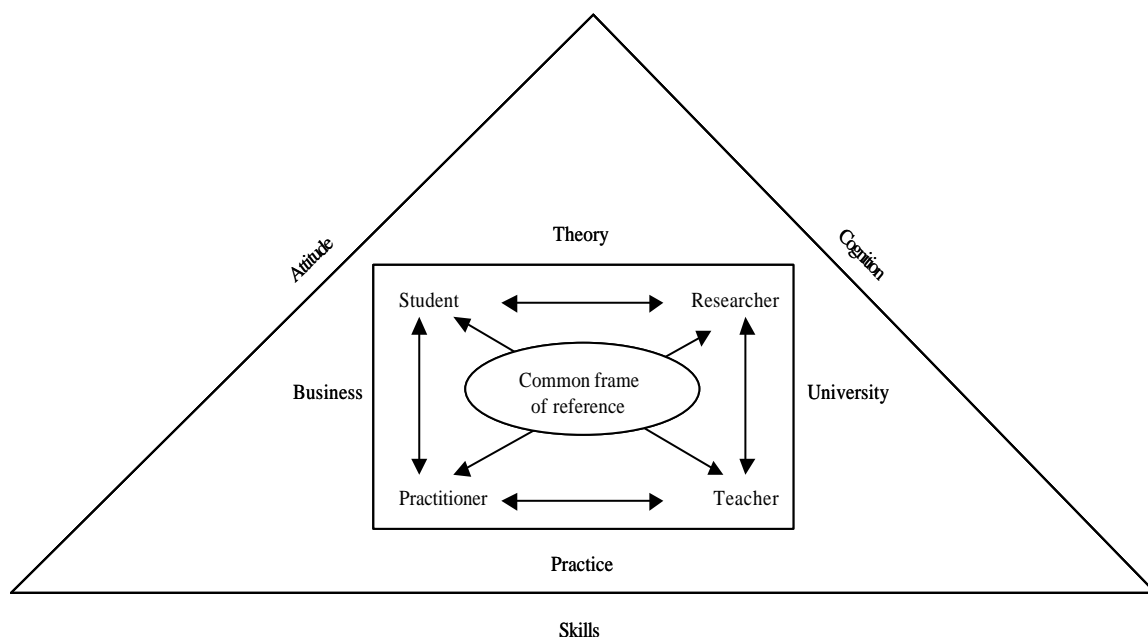 Theory
Attitude
Cognition
Student
Researcher
Business
Common frame
of reference
University
Practitioner
Teacher
Practice
Skills